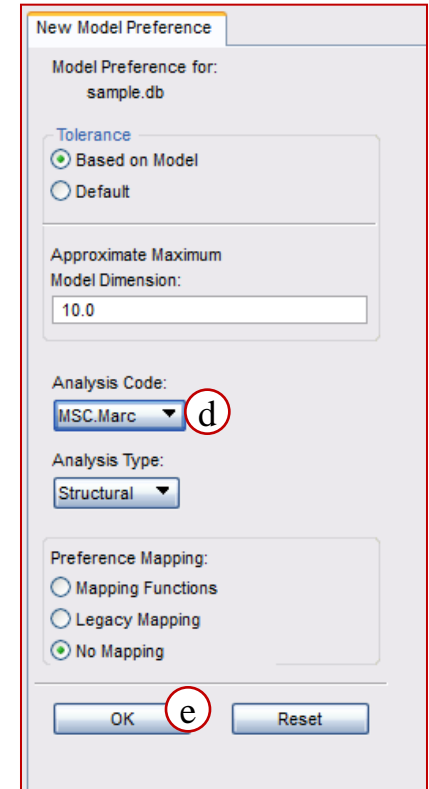 New Model Preference
Model Preference for:
sample.db
Tolerance
Based on Model
Default
Approximate Maximum
Model Dimension:
10.0
Analysis Code:
MSC.Marc
d
Analysis Type:
Structural
Preference Mapping:
Mapping Functions
Legacy Mapping
No Mapping
OK
e
Reset